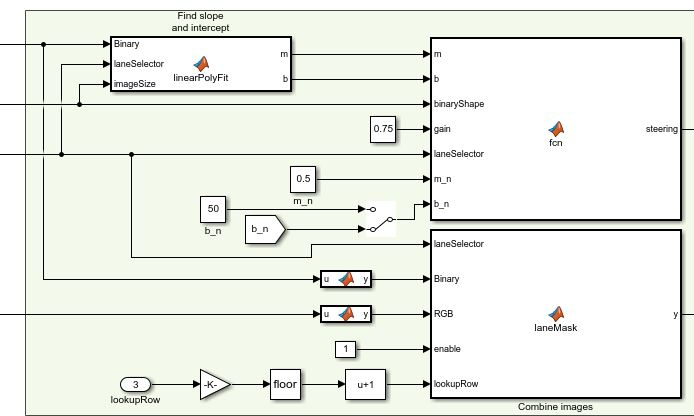 Find slope
and intercept
Binary
laneSelector
imageSize
linearPolyFit
m
b
m
b
binaryShape
gain
laneSelector
m_n
b_n
fcn
steering
0.75
0.5
m_n
50
b_n
b_n
laneSelector
Binary
RGB
enable
lookupRow
laneMask
y
u y
u y
1
3
lookupRow
-K-
floor
u+1
Combine images